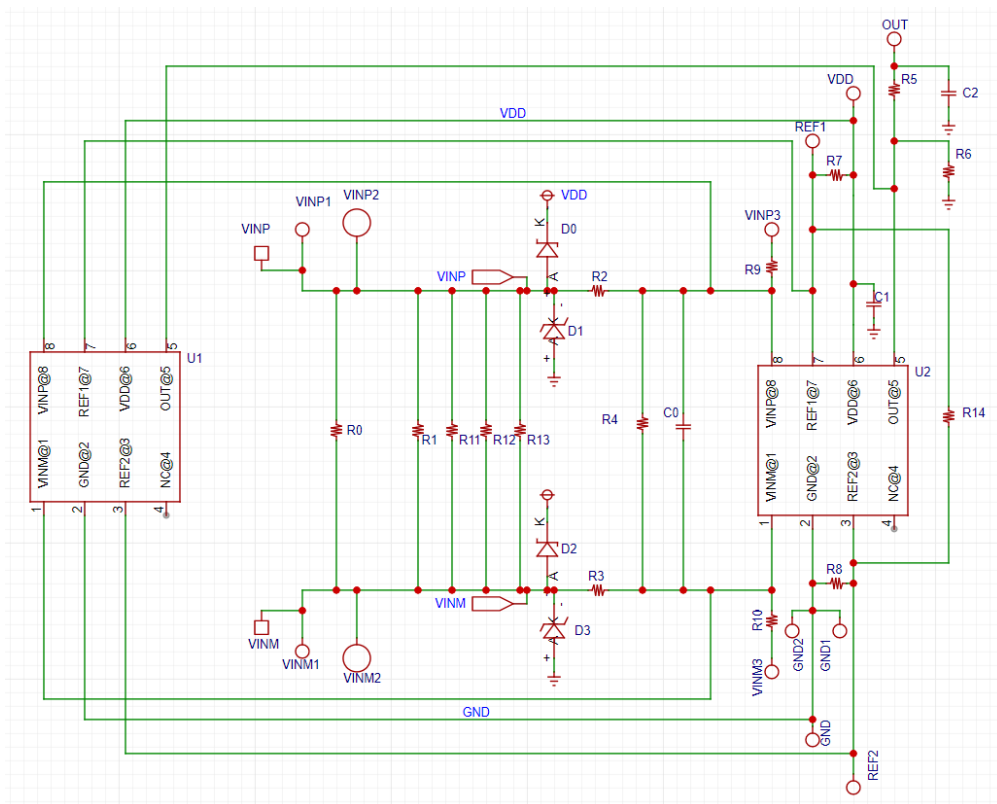 OUT
R5
C2
VDD
VDD
REF1
R7
R6
VINP1
VINP2
VINP
VDD
K
D0
VINP3
VINP
A
R2
R9
-
D1
+
C1
8
7
6
5
U1
VINP@8
REF1@7
VDD@6
OUT@5
VINM@1
GND@2
REF2@3
NC@4
1
2
3
4
R0
R1
R11
R12
R13
R4
C0
8
7
6
5
U2
VINP@8
REF1@7
VDD@6
OUT@5
VINM@1
GND@2
REF2@3
NC@4
1
2
3
4
R14
K
D2
A
R3
R8
VINM
-
D3
+
R10
VINM
VINM1
VINM2
GND2
GND1
VINM3
GND
GND
REF2